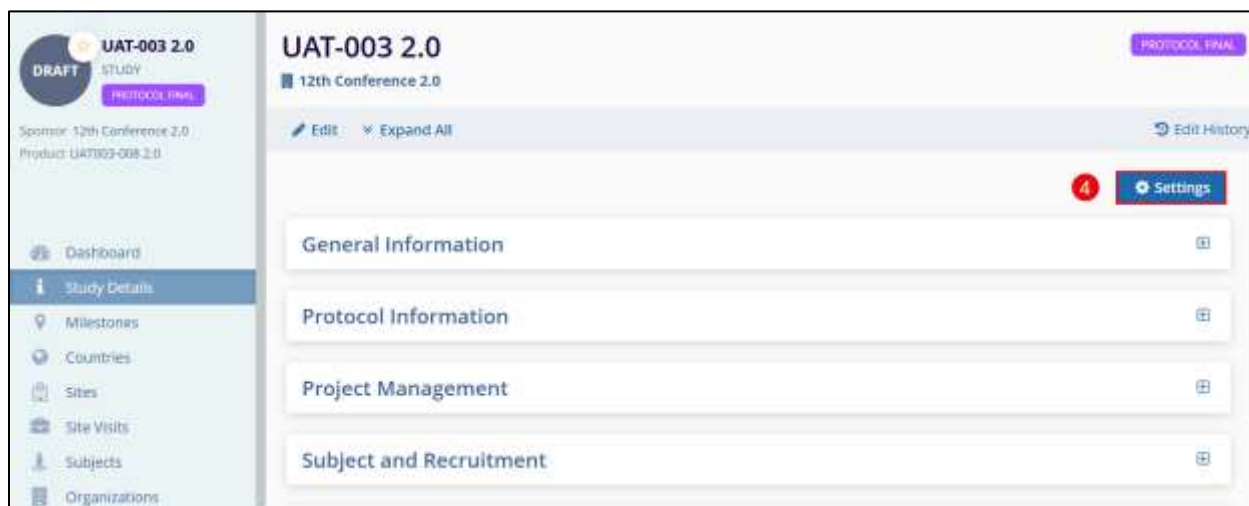 DRAFT
UAT-003 2.0
STUDY
PROTOCOL FINAL
Sponsor: 12th Conference 2.0
Product: UAT003-008 2.0
Dashboard
Study Details
Milestones
Countries
Sites
Site Visits
Subjects
Organizations
UAT-003 2.0
PROTOCOL FINAL
12th Conference 2.0
Edit Expand All Edit History
4 Settings
General Information
Protocol Information
Project Management
Subject and Recruitment